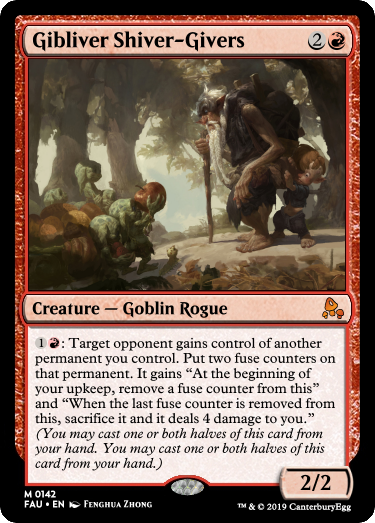 Gibliver Shiver-Givers 2
Creature — Goblin Rogue
1 : Target opponent gains control of another
permanent you control. Put two fuse counters on
that permanent. It gains “At the beginning of
your upkeep, remove a fuse counter from this”
and “When the last fuse counter is removed from
this, sacrifice it and it deals 4 damage to you.”
(You may cast one or both halves of this card from
your hand. You may cast one or both halves of this
card from your hand.)
2/2
M 0142
FAU • EN Fenghua Zhong
™ & © 2019 CanterburyEgg